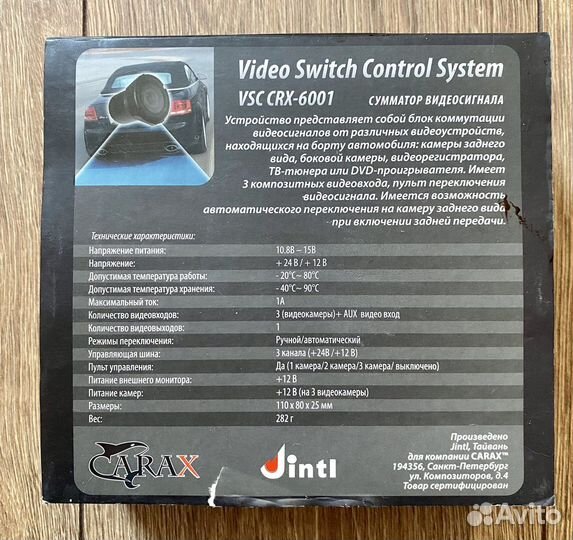 Video Switch Control System
VSC CRX-6001 СУММАТОР ВИДЕОСИГНАЛА
Устройство представляет собой блок коммутации
видеосигналов от различных видеоустройств,
находящихся на борту автомобиля: камеры заднего
вида, боковой камеры, видеорегистратора,
ТВ-тюнера или DVD-проигрывателя. Имеет
3 композитных видеовхода, пульт переключения
видеосигнала. Имеется возможность
автоматического переключения на камеру заднего вида
при включении задней передачи.
Технические характеристики:
Напряжение питания: 10.8В – 15В
Напряжение: + 24 В / + 12 В
Допустимая температура работы: - 20°C~ 80°C
Допустимая температура хранения: - 40°C~ 90°C
Максимальный ток: 1А
Количество видеовходов: 3 (видеокамеры)+ AUX видео вход
Количество видеовыходов: 1
Режимы переключения: Ручной/автоматический
Управляющая шина: 3 канала (+24В /+12 В)
Пульт управления: Да (1 камера/2 камера/3 камера/ выключено)
Питание внешнего монитора: +12 В
Питание камер: +12 В (на 3 видеокамеры)
Размеры: 110 x 80 x 25 мм
Вес: 282 г
CARAX
Jintl
Произведено
Jintl, Тайвань
для компании CARAX™
194356, Санкт-Петербург
ул. Композиторов, д.4
Товар сертифицирован
Avito